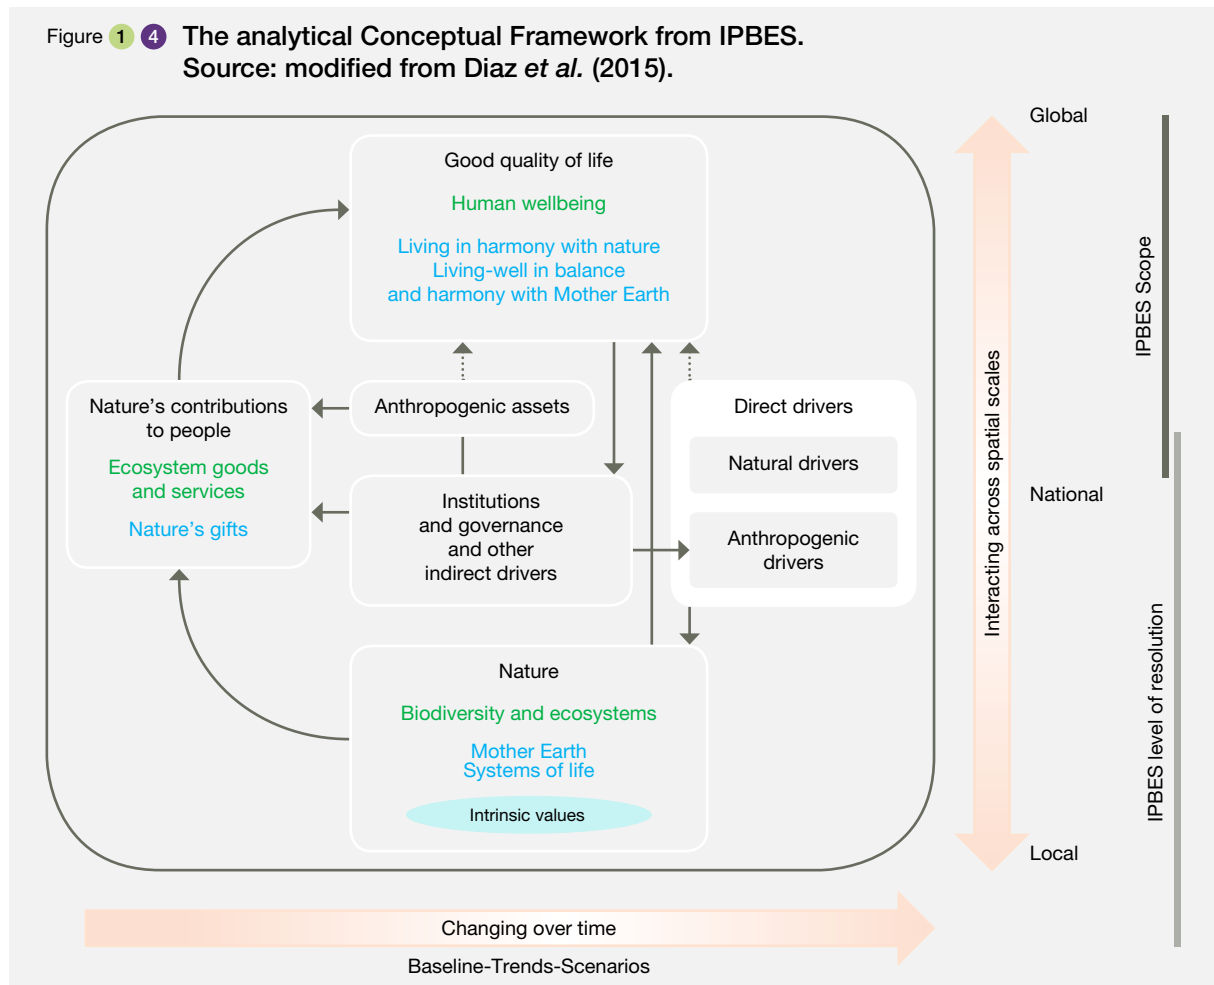 Figure 1 4 The analytical Conceptual Framework from IPBES.
Source: modified from Diaz et al. (2015).
Global
Good quality of life
Human wellbeing
Living in harmony with nature
Living-well in balance
and harmony with Mother Earth
IPBES Scope
Interacting across spatial scales
Nature’s contributions
to people
Ecosystem goods
and services
Nature’s gifts
Anthropogenic assets
Institutions
and governance
and other
indirect drivers
Direct drivers
Natural drivers
Anthropogenic
drivers
National
IPBES level of resolution
Nature
Biodiversity and ecosystems
Mother Earth
Systems of life
Intrinsic values
Local
Changing over time
Baseline-Trends-Scenarios